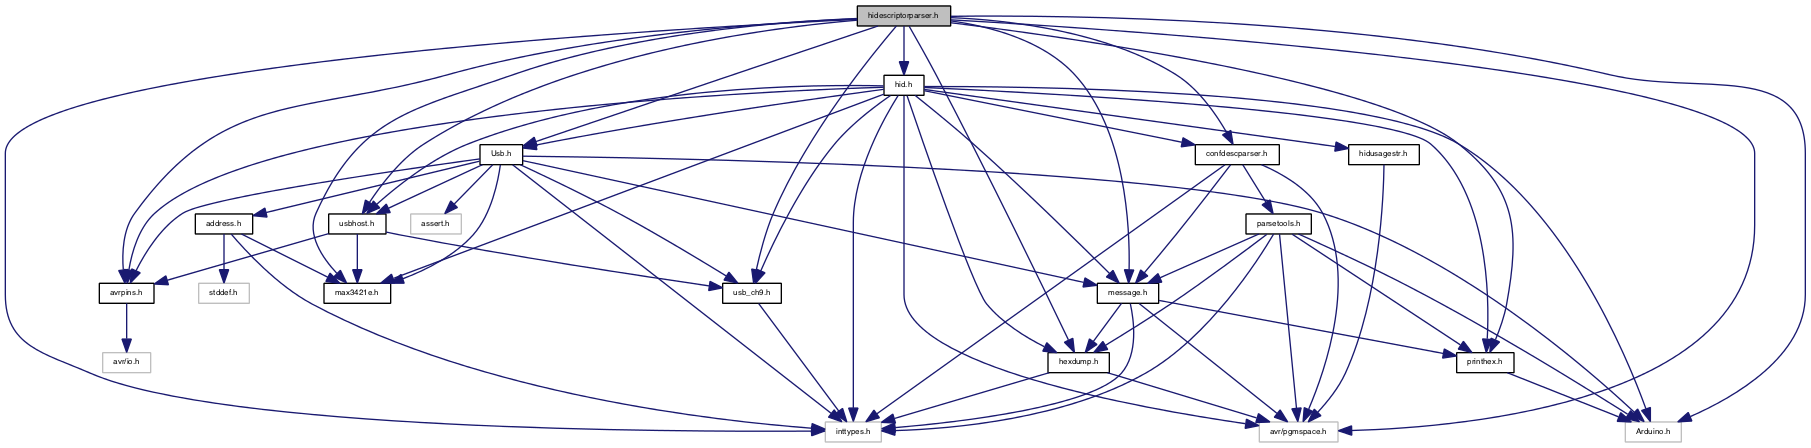 hidescriptorparser.h
hid.h
Usb.h
confdescparser.h
hidusagestr.h
address.h
usbhost.h
assert.h
parsetools.h
avrpins.h
stddef.h
max3421e.h
usb_ch9.h
message.h
avr/io.h
hexdump.h
printhex.h
inttypes.h
avr/pgmspace.h
Arduino.h